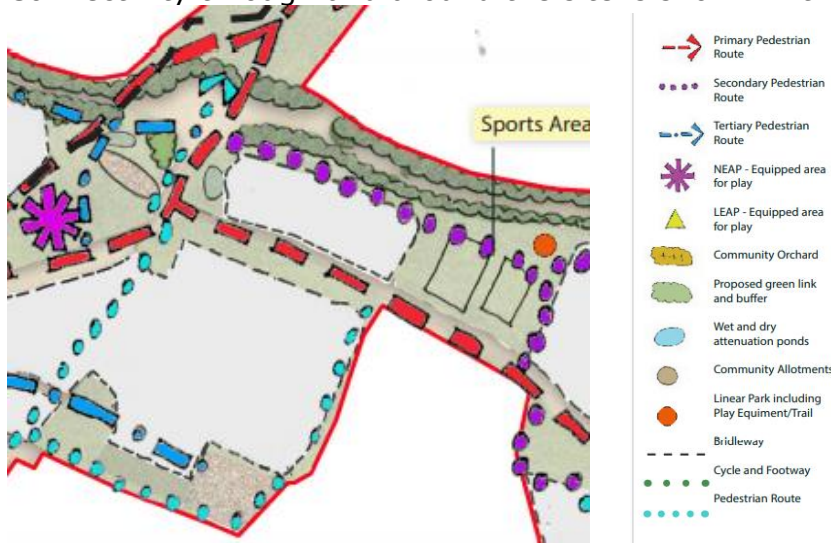 Sports Area
Primary Pedestrian
Route
Secondary Pedestrian
Route
Tertiary Pedestrian
Route
NEAP - Equipped area
for play
LEAP - Equipped area
for play
Community Orchard
Proposed green link
and buffer
Wet and dry
attenuation ponds
Community Allotments
Linear Park including
Play Equiment/Trail
Bridleway
Cycle and Footway
Pedestrian Route